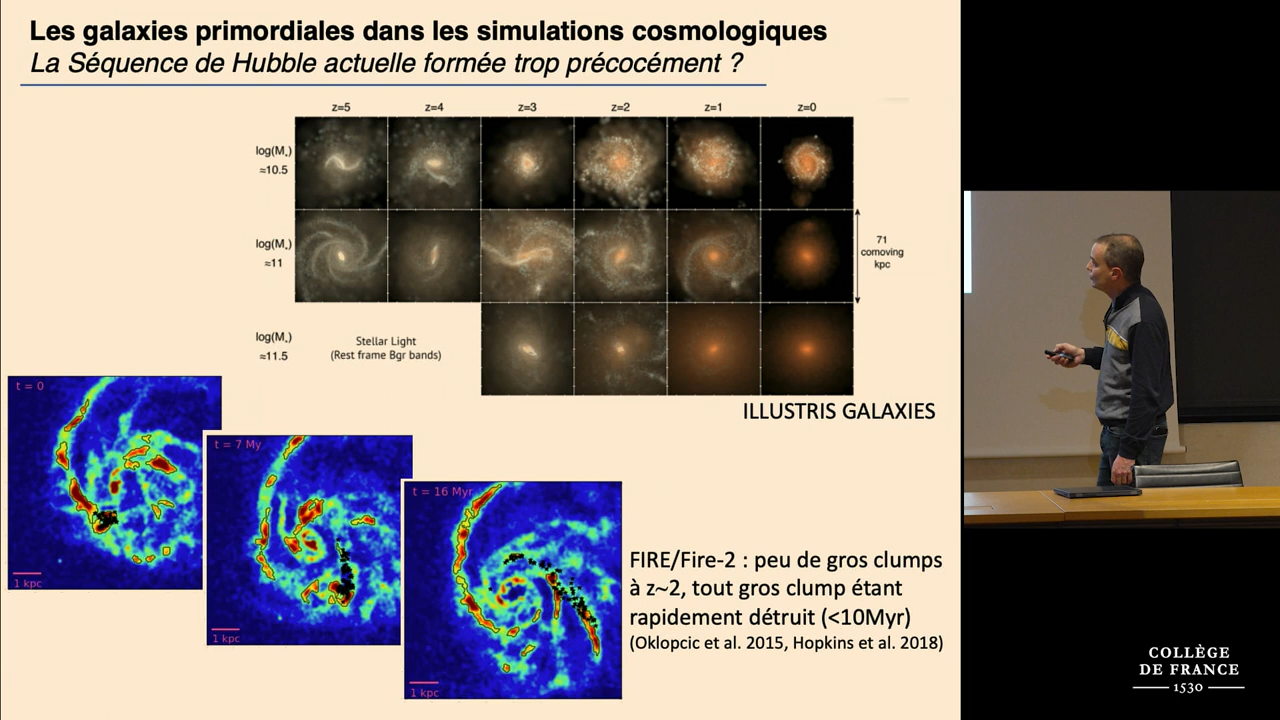 Les galaxies primordiales dans les simulations cosmologiques
La Séquence de Hubble actuelle formée trop précocément ?
z=5 z=4 z=3 z=2 z=1 z=0
log(M⋆)
≈10.5
log(M⋆)
≈11
71
comoving
kpc
log(M⋆)
≈11.5
Stellar Light
(Rest frame Bgr bands)
ILLUSTRIS GALAXIES
t = 0
1 kpc
t = 7 My
1 kpc
t = 16 Myr
1 kpc
FIRE/Fire-2 : peu de gros clumps
à z~2, tout gros clump étant
rapidement détruit (<10Myr)
(Oklopcic et al. 2015, Hopkins et al. 2018)
COLLÈGE
DE FRANCE
1530